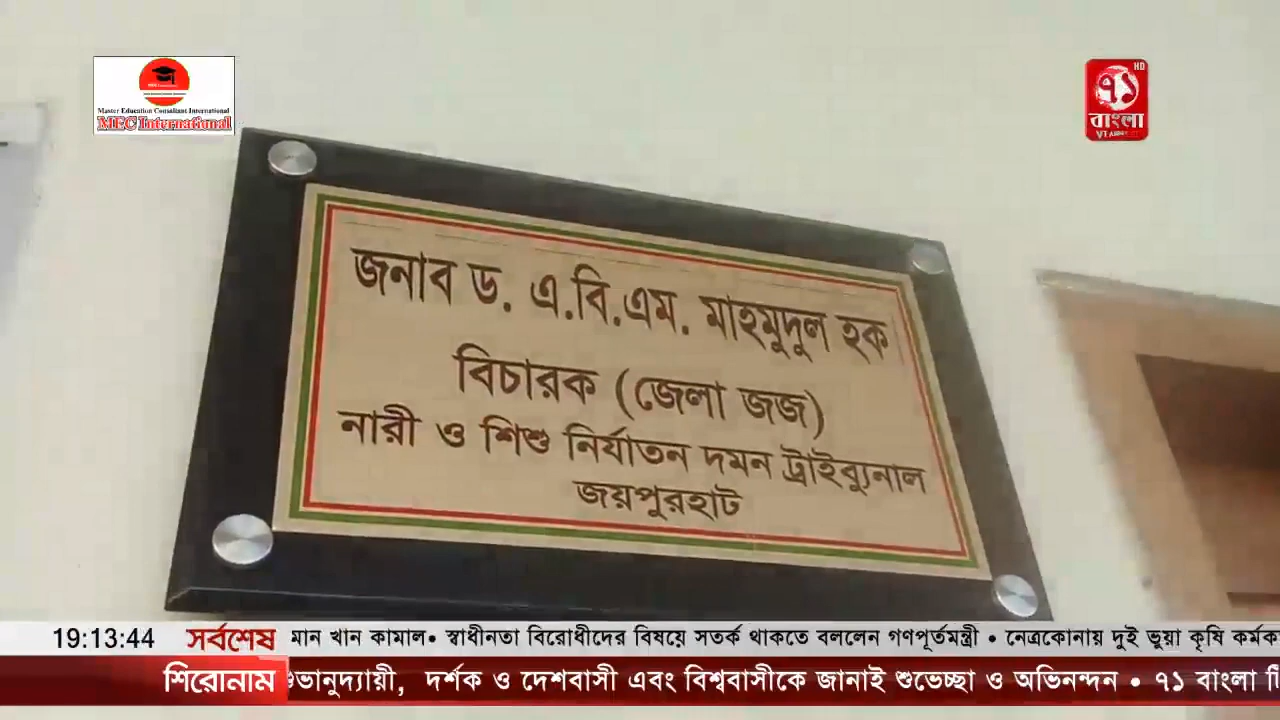 Master Education Consultant International
MEC International
HD
৭১
বাংলা
জনাব ড. এ.বি.এম. মাহমুদুল হক
বিচারক (জেলা জজ)
নারী ও শিশু নির্যাতন দমন ট্রাইব্যুনাল
জয়পুরহাট
19:13:44 সর্বশেষ মান খান কামাল• স্বাধীনতা বিরোধীদের বিষয়ে সতর্ক থাকতে বললেন গণপূর্তমন্ত্রী • নেত্রকোনায় দুই ভুয়া কৃষি কর্মক
শিরোনাম শুভানুদ্যায়ী, দর্শক ও দেশবাসী এবং বিশ্ববাসীকে জানাই শুভেচ্ছা ও অভিনন্দন • ৭১ বাংলা